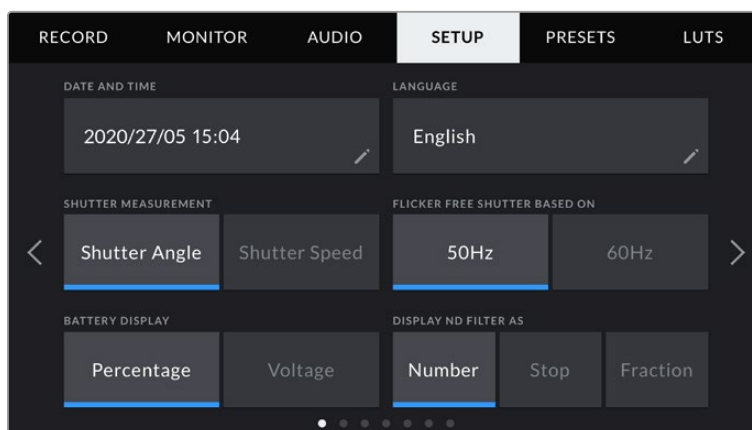 RECORD MONITOR AUDIO SETUP PRESETS LUTS
DATE AND TIME LANGUAGE
2020/27/05 15:04 English
SHUTTER MEASUREMENT FLICKER FREE SHUTTER BASED ON
Shutter Angle Shutter Speed 50Hz 60Hz
BATTERY DISPLAY DISPLAY ND FILTER AS
Percentage Voltage Number Stop Fraction